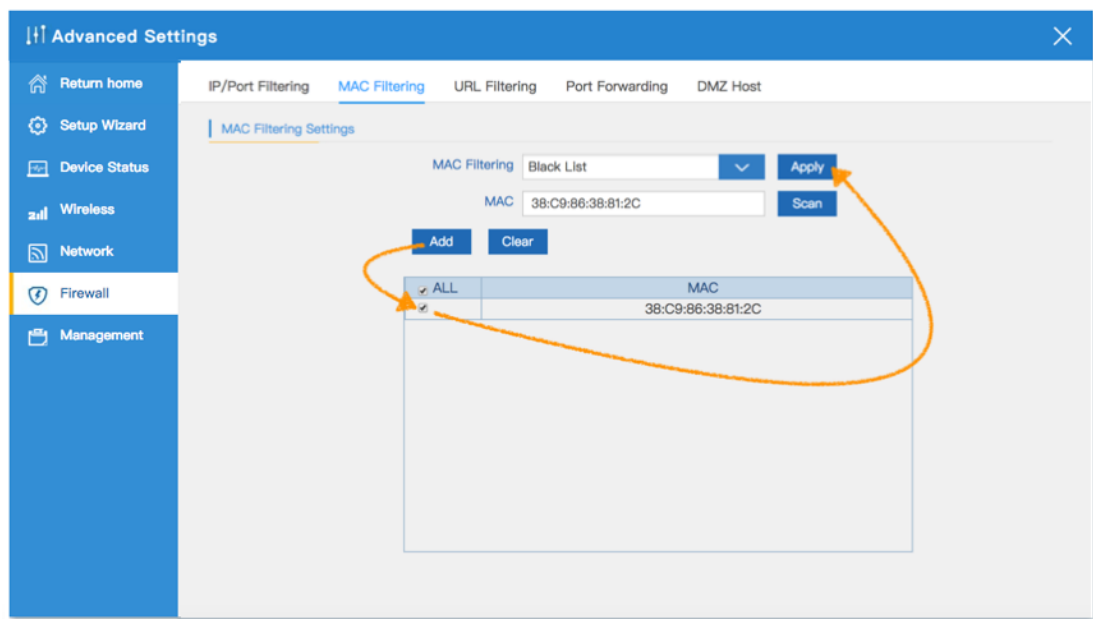 Advanced Settings
Return home
Setup Wizard
Device Status
Wireless
Network
Firewall
Management
IP/Port Filtering MAC Filtering URL Filtering Port Forwarding DMZ Host
MAC Filtering Settings
MAC Filtering Black List Apply
MAC 38:C9:86:38:81:2C Scan
Add Clear
ALL MAC
38:C9:86:38:81:2C